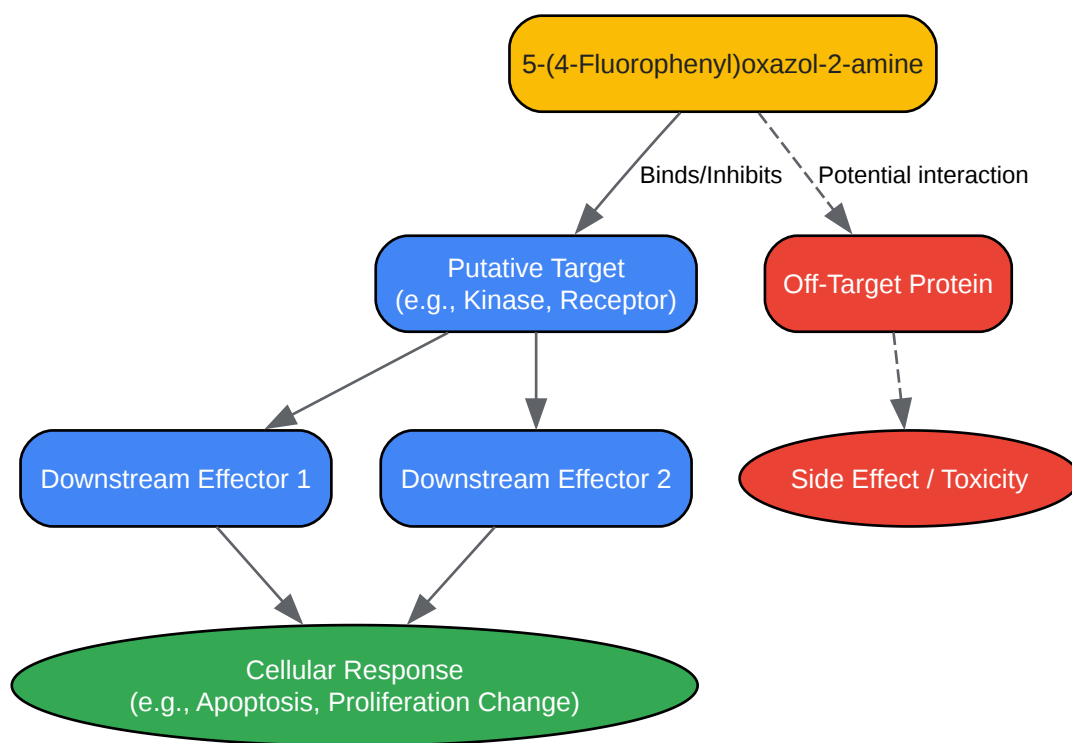 5-(4-Fluorophenyl)oxazol-2-amine
Binds/Inhibits
Potential interaction
Putative Target
(e.g., Kinase, Receptor)
Off-Target Protein
Downstream Effector 1
Downstream Effector 2
Side Effect / Toxicity
Cellular Response
(e.g., Apoptosis, Proliferation Change)